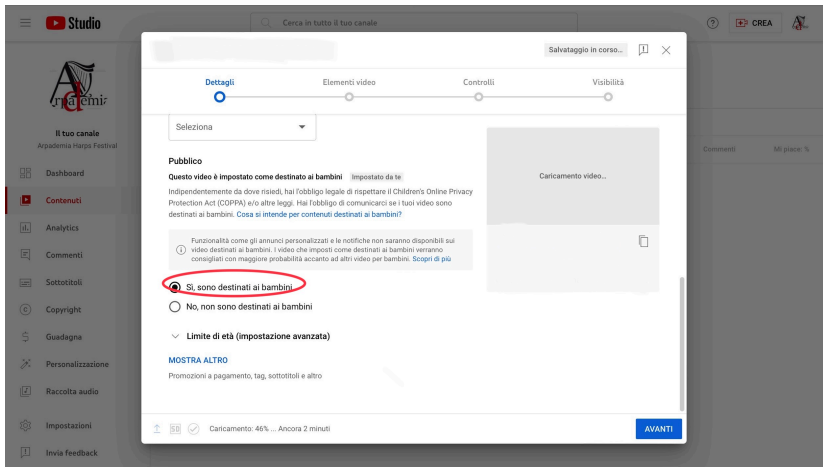 Studio
Cerca in tutto il tuo canale
CREA
Arpademia
Il tuo canale
Arpademia Harps Festival
Dashboard
Contenuti
Analytics
Commenti
Sottotitoli
Copyright
Guadagna
Personalizzazione
Raccolta audio
Impostazioni
Invia feedback
Salvataggio in corso...
Dettagli
Elementi video
Controlli
Visibilità
Seleziona
Pubblico
Questo video è impostato come destinato ai bambini Impostato da te
Indipendentemente da dove risiedi, hai l'obbligo legale di rispettare il Children's Online Privacy
Protection Act (COPPA) e/o altre leggi. Hai l'obbligo di comunicarci se i tuoi video sono
destinati ai bambini. Cosa si intende per contenuti destinati ai bambini?
Funzionalità come gli annunci personalizzati e le notifiche non saranno disponibili sui
video destinati ai bambini. I video che imposti come destinati ai bambini verranno
consigliati con maggiore probabilità accanto ad altri video per bambini. Scopri di più
Sì, sono destinati ai bambini
No, non sono destinati ai bambini
Limite di età (impostazione avanzata)
MOSTRA ALTRO
Promozioni a pagamento, tag, sottotitoli e altro
Caricamento video...
SD
Caricamento: 46% ... Ancora 2 minuti
AVANTI
Commenti
Mi piace: %